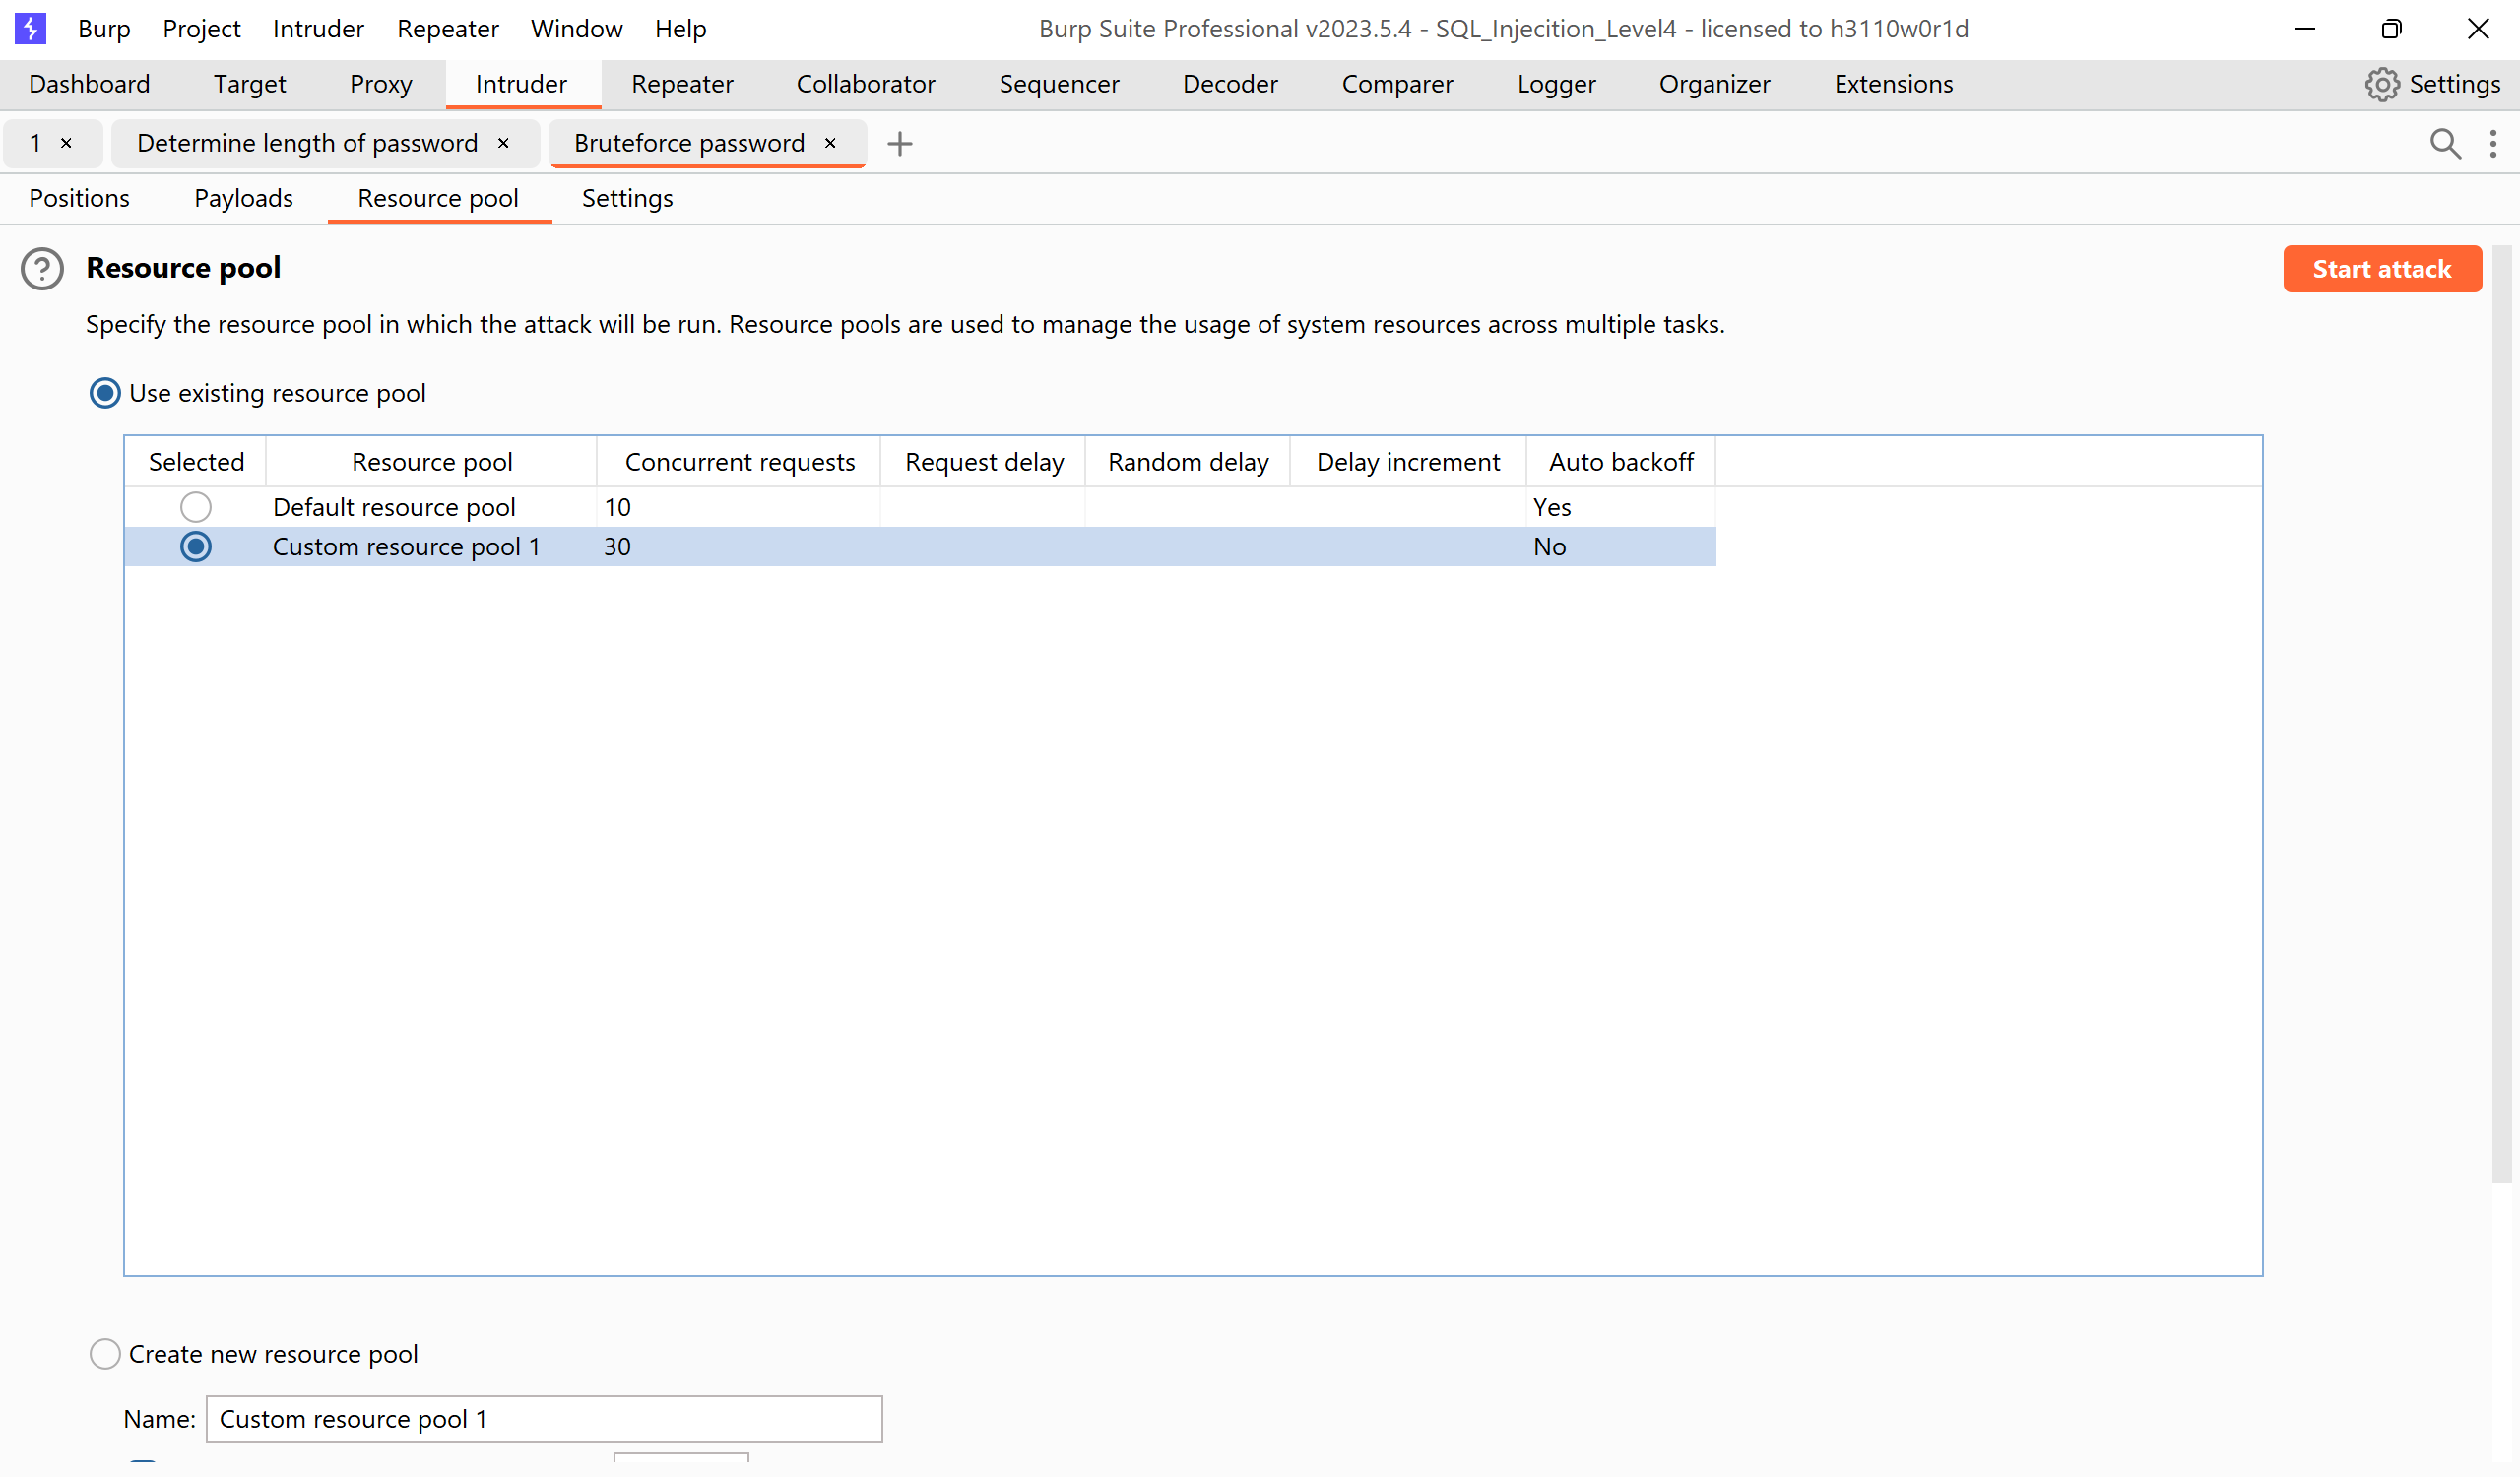 Burp Project Intruder Repeater Window Help Burp Suite Professional v2023.5.4 - SQL_Injecition_Level4 - licensed to h3110w0r1d
Dashboard Target Proxy Intruder Repeater Collaborator Sequencer Decoder Comparer Logger Organizer Extensions Settings
1 × Determine length of password × Bruteforce password × +
Positions Payloads Resource pool Settings
? Resource pool Start attack
Specify the resource pool in which the attack will be run. Resource pools are used to manage the usage of system resources across multiple tasks.
Use existing resource pool
Selected Resource pool Concurrent requests Request delay Random delay Delay increment Auto backoff
Default resource pool 10 Yes
Custom resource pool 1 30 No
Create new resource pool
Name: Custom resource pool 1